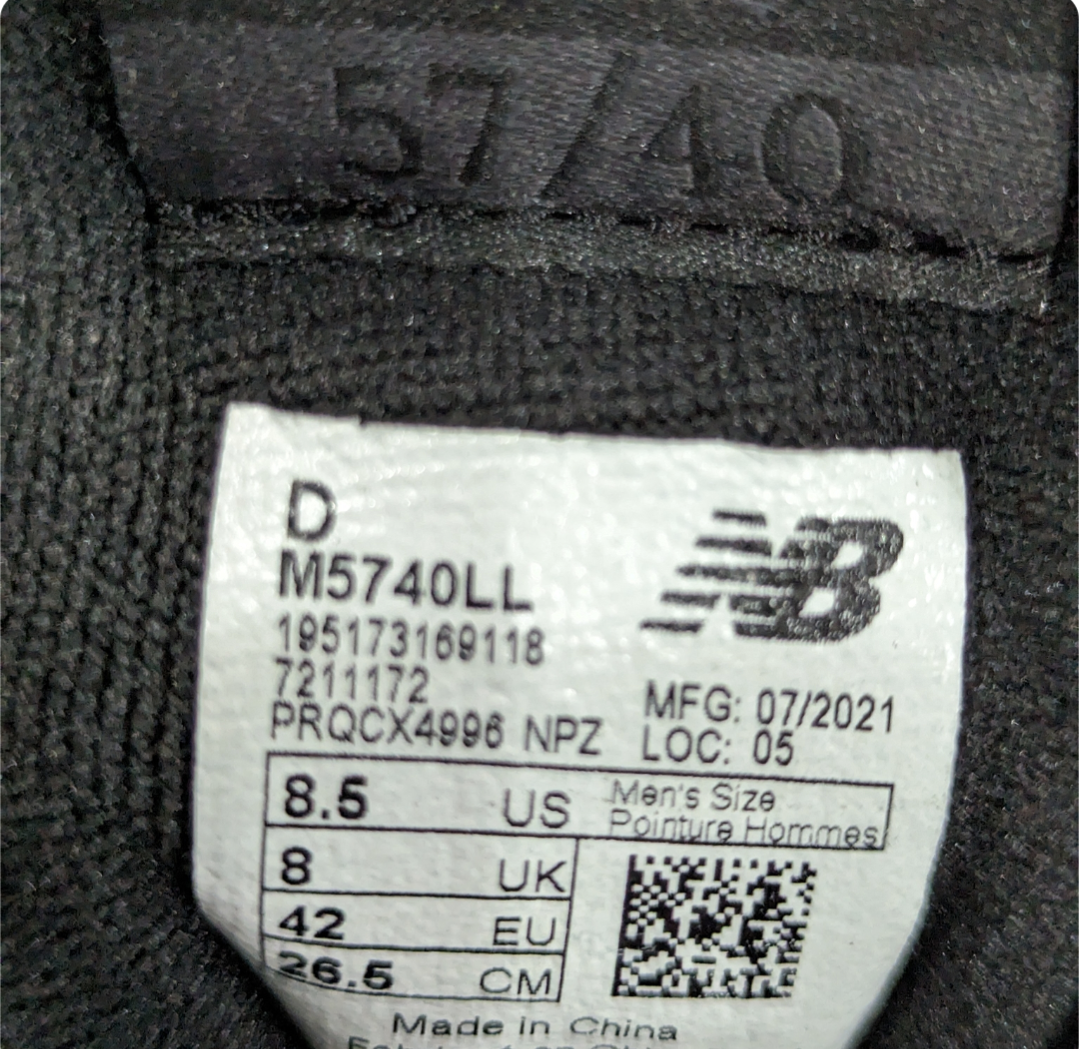 57/40
D
M5740LL
NB
195173169118
7211172
PRQCX4996 NPZ
MFG: 07/2021
LOC: 05
8.5 US Men's Size
Pointure Hommes
8 UK
42 EU
26.5 CM
Made in China